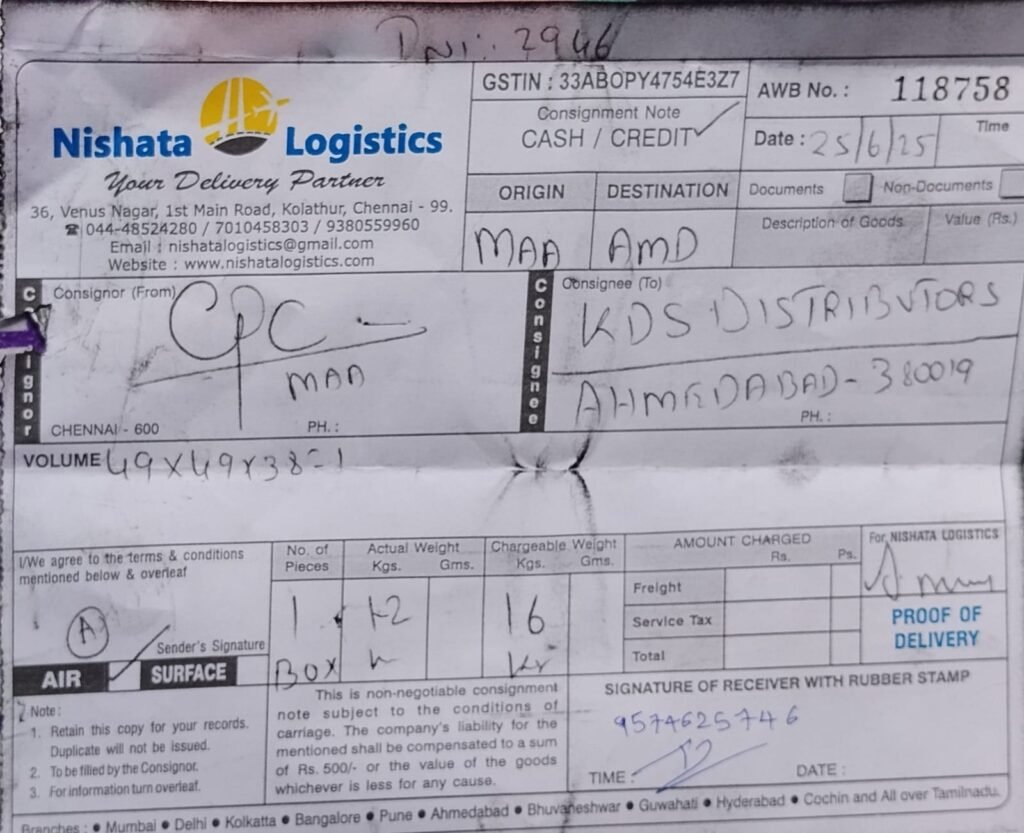 DNI: 2946
Nishata Logistics
Your Delivery Partner
36, Venus Nagar, 1st Main Road, Kolathur, Chennai - 99.
☎ 044-48524280 / 7010458303 / 9380559960
Email : nishatalogistics@gmail.com
Website : www.nishatalogistics.com
GSTIN : 33ABOPY4754E3Z7
Consignment Note
CASH / CREDIT ✓
AWB No. : 118758
Date : 25/6/25 Time
ORIGIN DESTINATION
MAA AMD
Documents Non-Documents
Description of Goods Value (Rs.)
Consignor (From)
CPC
MAA
CHENNAI - 600 PH. :
Consignee
Consignee (To)
KDS DISTRIBUTORS
AHMEDABAD - 380019
PH. :
VOLUME 49x49x38=1
I/We agree to the terms & conditions
mentioned below & overleaf
A
Sender's Signature
AIR ✓ SURFACE
No. of Pieces
1
BOX
Actual Weight
Kgs. Gms.
Chargeable Weight
Kgs. Gms.
16
AMOUNT CHARGED
Rs. Ps.
Freight
Service Tax
Total
For NISHATA LOGISTICS
PROOF OF
DELIVERY
Note :
1. Retain this copy for your records.
Duplicate will not be issued.
2. To be filled by the Consignor.
3. For information turn overleaf.
This is non-negotiable consignment
note subject to the conditions of
carriage. The company's liability for the
mentioned shall be compensated to a sum
of Rs. 500/- or the value of the goods
whichever is less for any cause.
SIGNATURE OF RECEIVER WITH RUBBER STAMP
9574625746
TIME : DATE :
Branches : • Mumbai • Delhi • Kolkatta • Bangalore • Pune • Ahmedabad • Bhuvaneshwar • Guwahati • Hyderabad • Cochin and All over Tamilnadu.